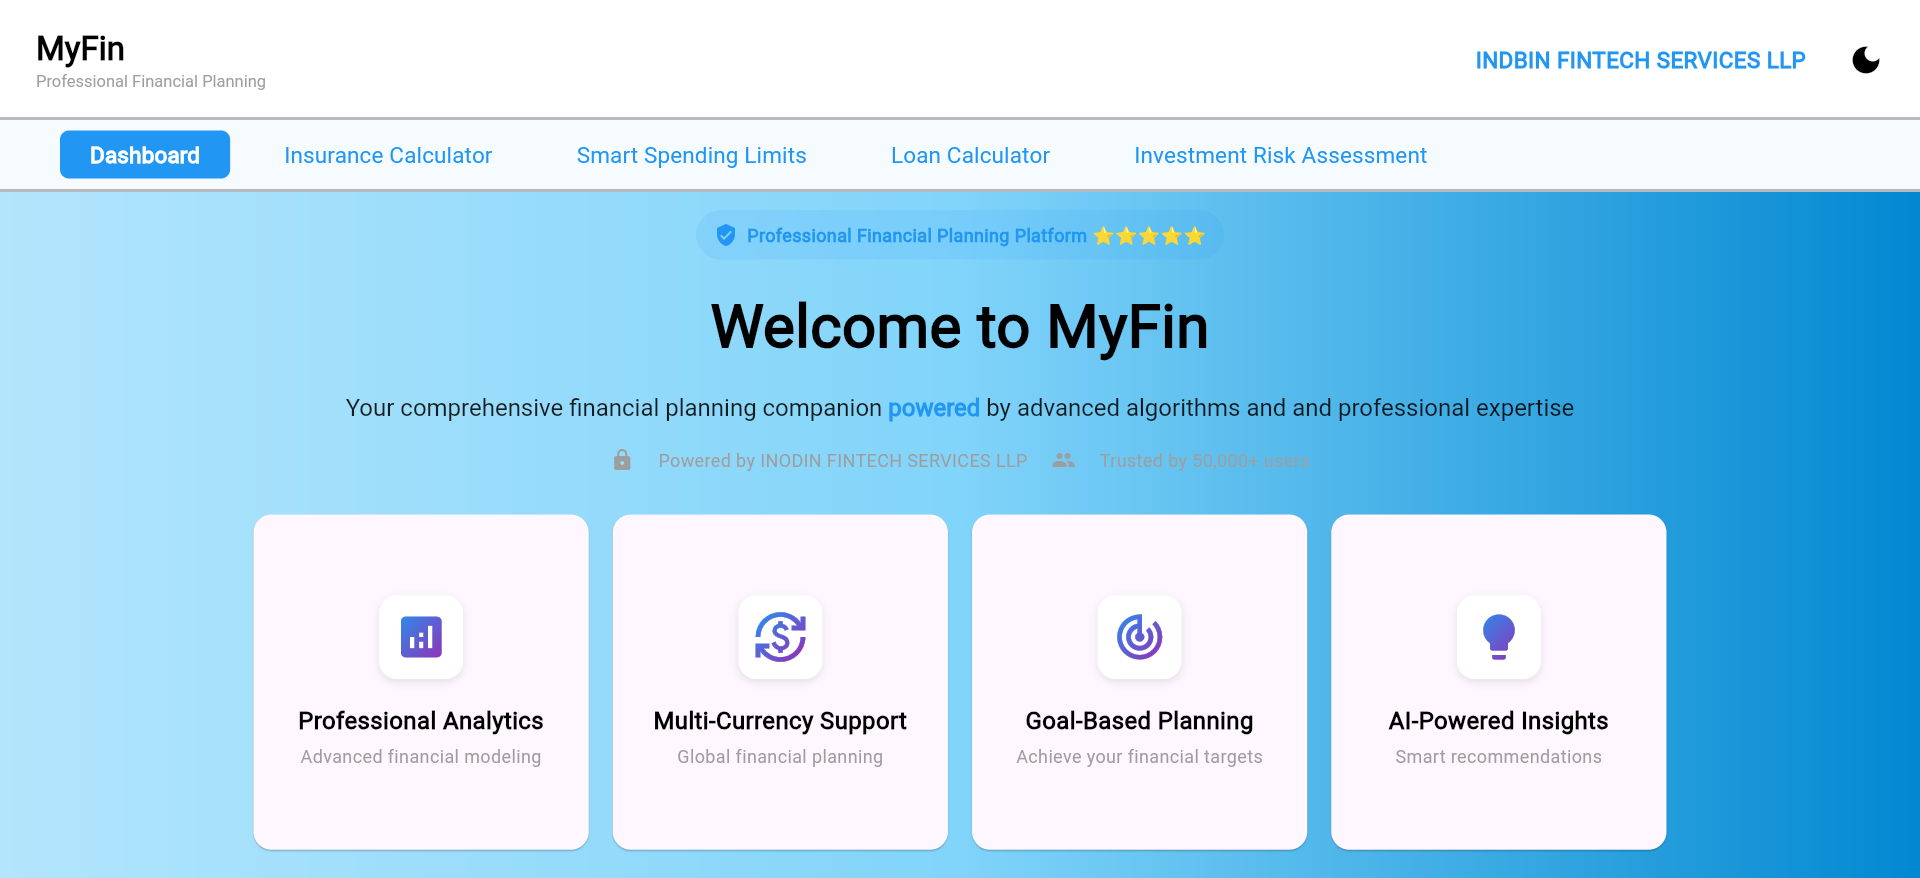 MyFin
Professional Financial Planning
INDBIN FINTECH SERVICES LLP
Dashboard
Insurance Calculator
Smart Spending Limits
Loan Calculator
Investment Risk Assessment
Professional Financial Planning Platform ⭐⭐⭐⭐⭐
Welcome to MyFin
Your comprehensive financial planning companion powered by advanced algorithms and and professional expertise
Powered by INODIN FINTECH SERVICES LLP
Trusted by 50,000+ users
Professional Analytics
Advanced financial modeling
Multi-Currency Support
Global financial planning
Goal-Based Planning
Achieve your financial targets
AI-Powered Insights
Smart recommendations